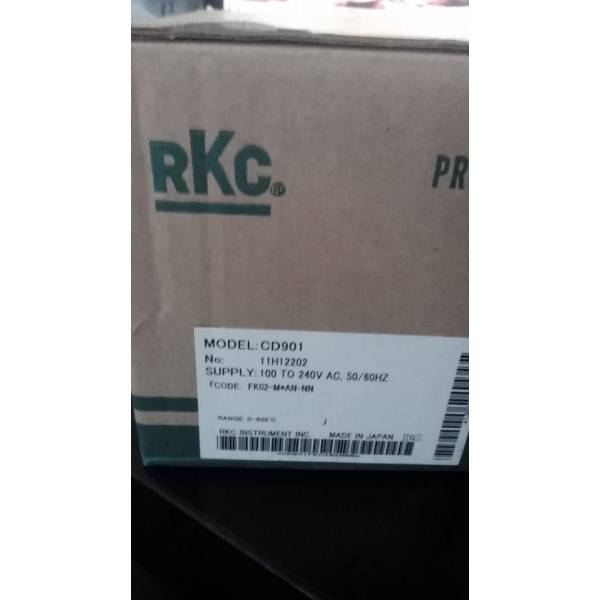 RKC®
PR
MODEL: CD901
No: 11H12202
SUPPLY: 100 TO 240V AC, 50/60HZ
FCODE: FK02-M*AN-NN
RANGE 0-400°C J
RKC INSTRUMENT INC. MADE IN JAPAN